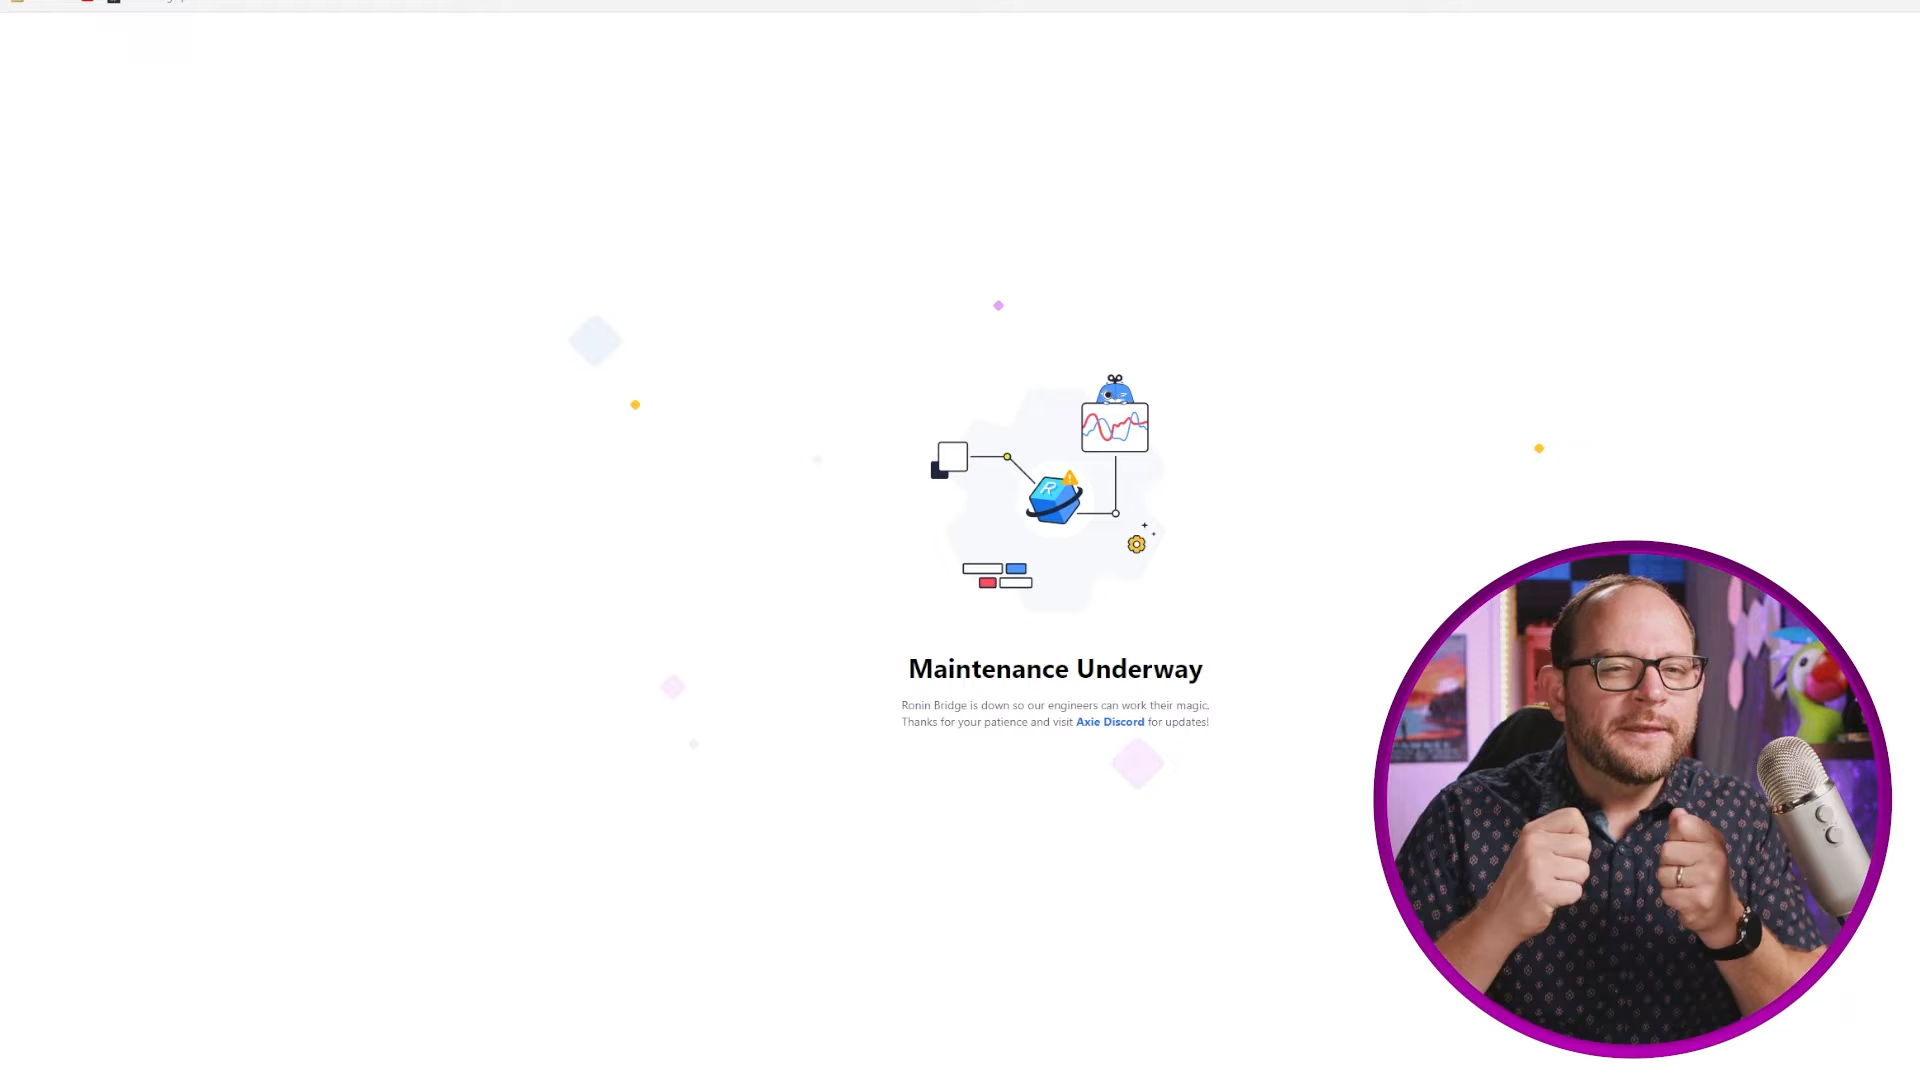 R
Maintenance Underway
Ronin Bridge is down so our engineers can work their magic.
Thanks for your patience and visit Axie Discord for updates!